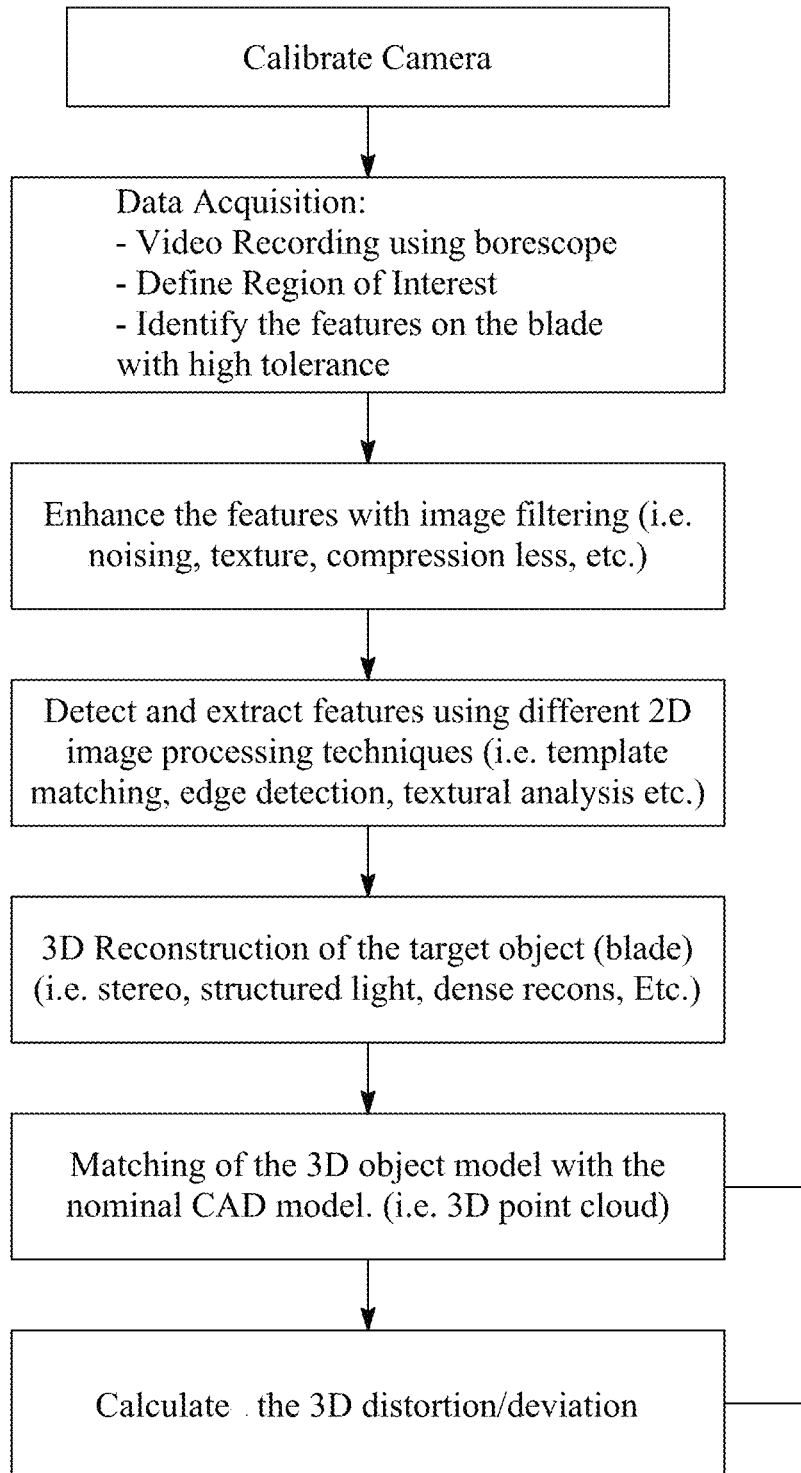 Calibrate Camera
Data Acquisition:
- Video Recording using borescope
- Define Region of Interest
- Identify the features on the blade
with high tolerance
Enhance the features with image filtering (i.e.
noising, texture, compression less, etc.)
Detect and extract features using different 2D
image processing techniques (i.e. template
matching, edge detection, textural analysis etc.)
3D Reconstruction of the target object (blade)
(i.e. stereo, structured light, dense recons, Etc.)
Matching of the 3D object model with the
nominal CAD model. (i.e. 3D point cloud)
Calculate the 3D distortion/deviation